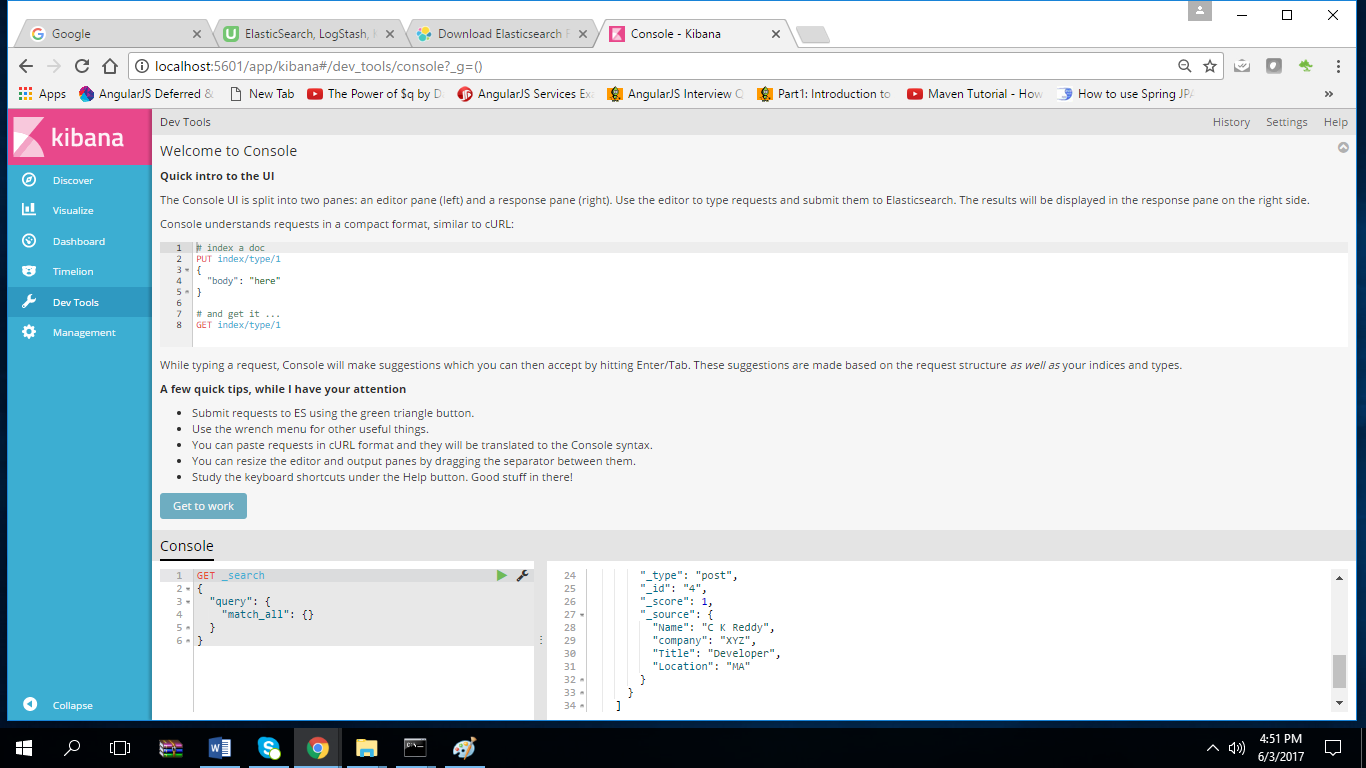 Google
ElasticSearch, LogStash,
Download Elasticsearch
Console - Kibana
localhost:5601/app/kibana#/dev_tools/console?_g=()
Apps
AngularJS Deferred &
New Tab
The Power of $q by D
AngularJS Services Ex
AngularJS Interview Q
Part1: Introduction to
Maven Tutorial - How
How to use Spring JPA
»
kibana
Discover
Visualize
Dashboard
Timelion
Dev Tools
Management
Collapse
Dev Tools
History Settings Help
Welcome to Console
Quick intro to the UI
The Console UI is split into two panes: an editor pane (left) and a response pane (right). Use the editor to type requests and submit them to Elasticsearch. The results will be displayed in the response pane on the right side.
Console understands requests in a compact format, similar to cURL:
1 # index a doc
2 PUT index/type/1
3 {
4 "body": "here"
5 }
6
7 # and get it ...
8 GET index/type/1
While typing a request, Console will make suggestions which you can then accept by hitting Enter/Tab. These suggestions are made based on the request structure as well as your indices and types.
A few quick tips, while I have your attention
• Submit requests to ES using the green triangle button.
• Use the wrench menu for other useful things.
• You can paste requests in cURL format and they will be translated to the Console syntax.
• You can resize the editor and output panes by dragging the separator between them.
• Study the keyboard shortcuts under the Help button. Good stuff in there!
Get to work
Console
1 GET _search
2 {
3 "query": {
4 "match_all": {}
5 }
6 }
24 "_type": "post",
25 "_id": "4",
26 "_score": 1,
27 "_source": {
28 "Name": "C K Reddy",
29 "company": "XYZ",
30 "Title": "Developer",
31 "Location": "MA"
32 }
33 }
34 ]
4:51 PM
6/3/2017